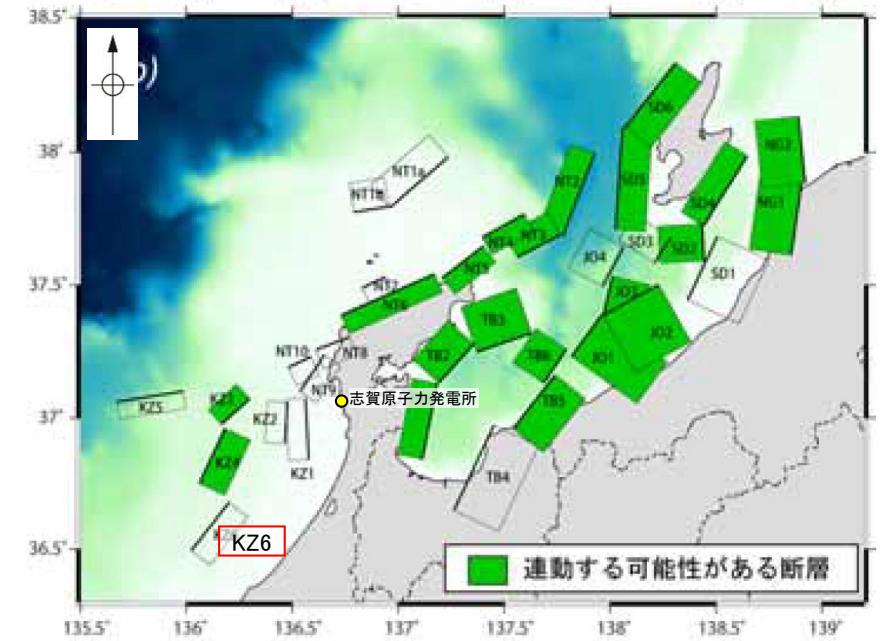 38.5°
38°
37.5°
37°
36.5°
135.5°
136°
136.5°
137°
137.5°
138°
138.5°
139°
b)
SD6
NG2
NT1a
NT1b
NT2
SD5
SD4
NG1
NT4
NT3
SD3
SD2
JO4
SD1
NT5
NT7
NT6
JO3
TB3
JO2
NT10
NT8
TB2
TB6
JO1
NT9
志賀原子力発電所
KZ5
KZ3
KZ2
TB5
KZ4
KZ1
TB4
KZ6
連動する可能性がある断層